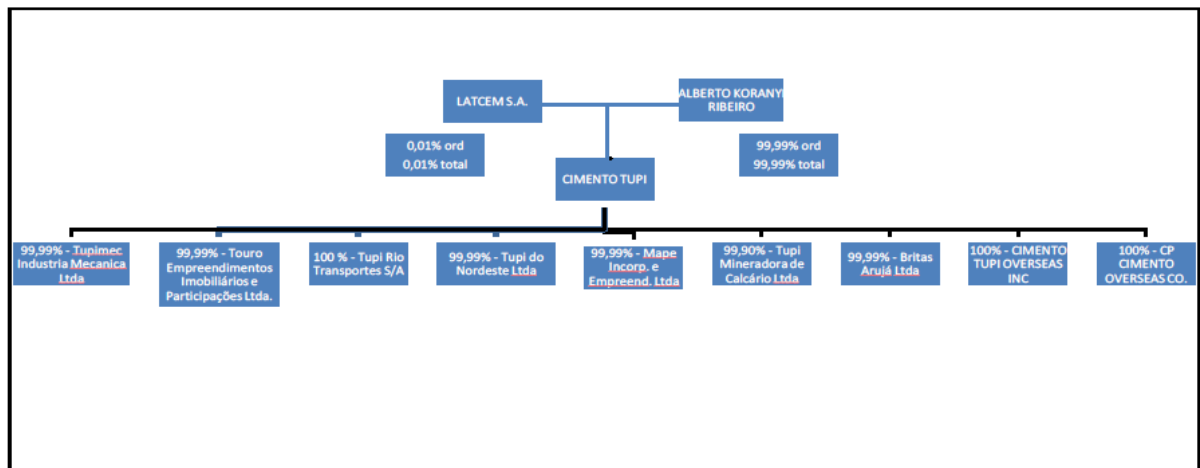 LATCEM S.A.
ALBERTO KORANYI
RIBEIRO
0,01% ord
0,01% total
99,99% ord
99,99% total
CIMENTO TUPI
99,99% - Tupimec
Industria Mecanica
Ltda
99,99% - Touro
Empreendimentos
Imobiliários e
Participações Ltda.
100 % - Tupi Rio
Transportes S/A
99,99% - Tupi do
Nordeste Ltda
99,99% - Mape
Incorp. e
Empreend. Ltda
99,90% - Tupi
Mineradora de
Calcário Ltda
99,99% - Britas
Arujá Ltda
100% - CIMENTO
TUPI OVERSEAS
INC
100% - CP
CIMENTO
OVERSEAS CO.